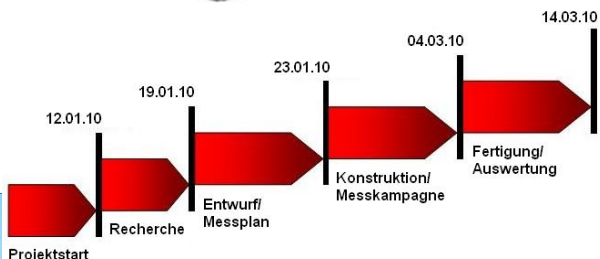 14.03.10
04.03.10
23.01.10
19.01.10
12.01.10
Fertigung/
Auswertung
Konstruktion/
Messkampagne
Entwurf/
Messplan
Recherche
Projektstart